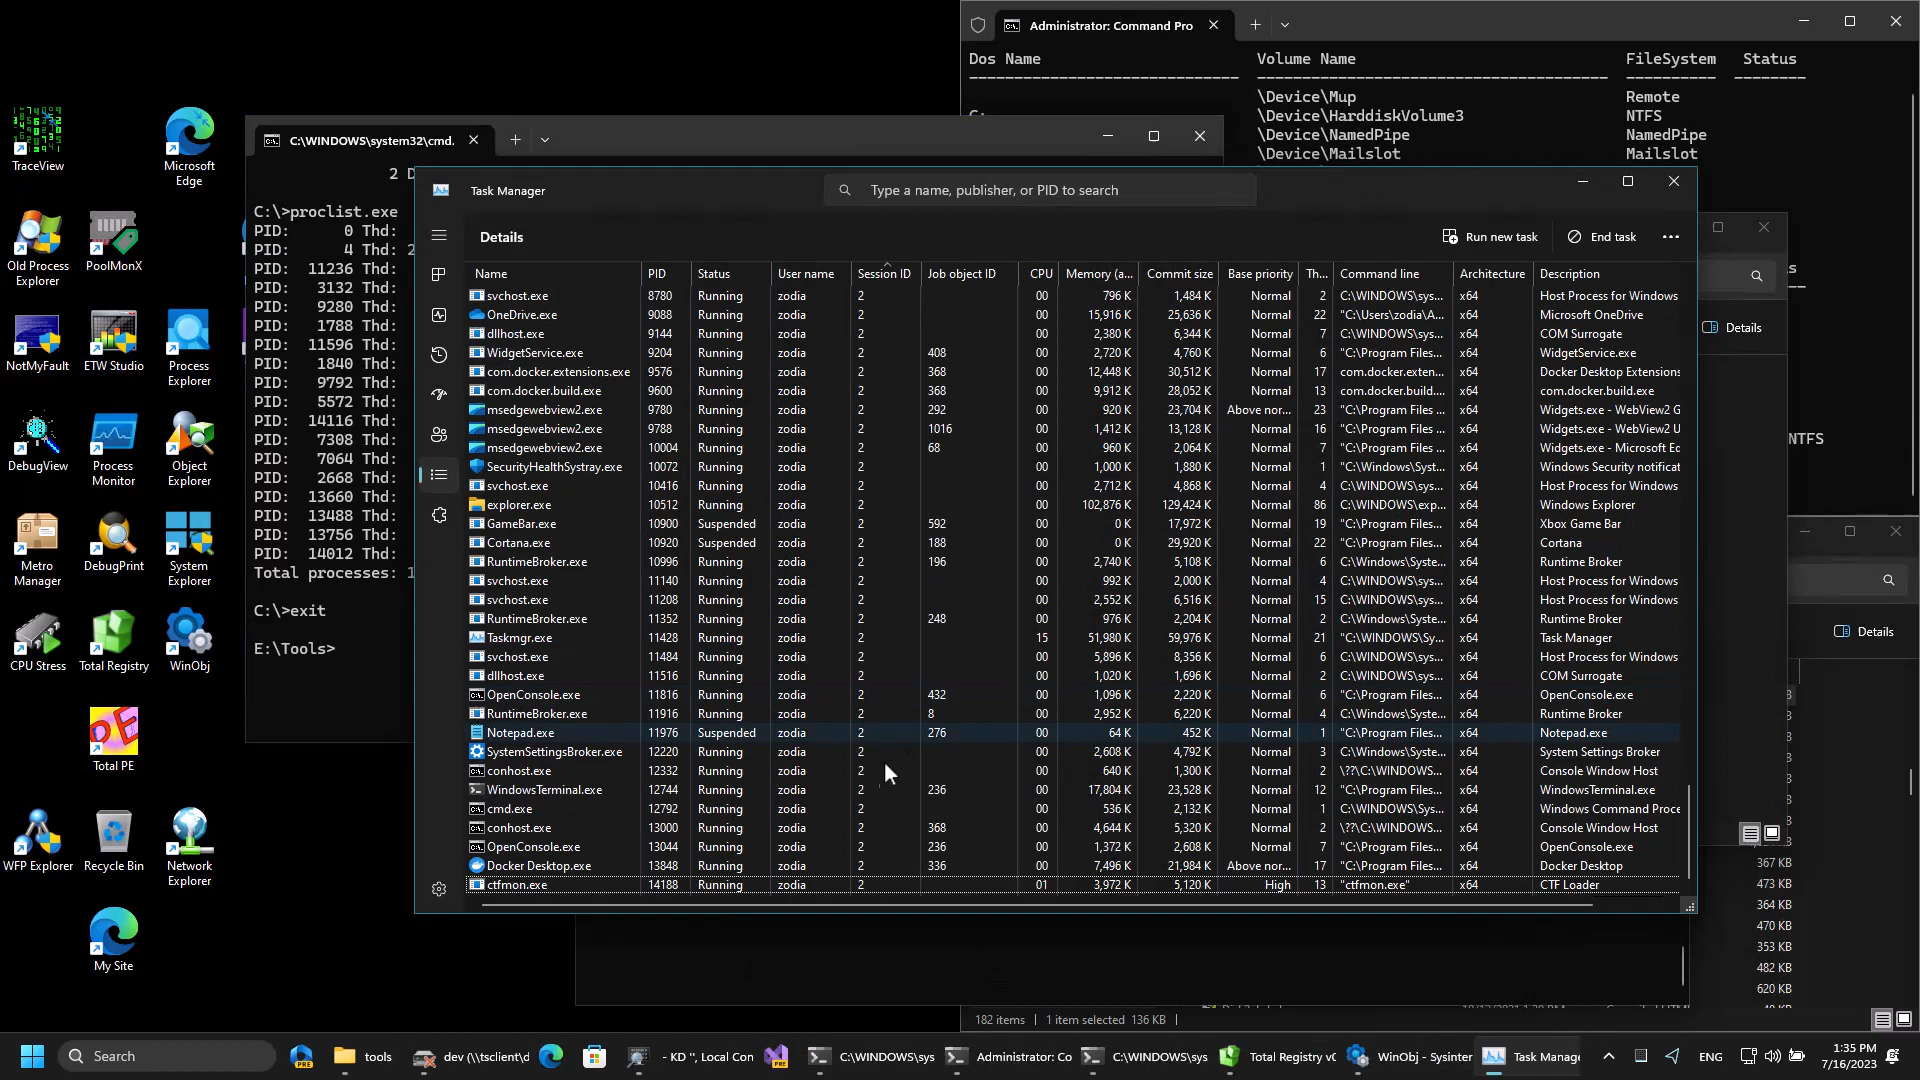 Administrator: Command Pro
Dos Name Volume Name FileSystem Status
\Device\Mup Remote
\Device\HarddiskVolume3 NTFS
\Device\NamedPipe NamedPipe
\Device\Mailslot Mailslot
C:\WINDOWS\system32\cmd.
C:\>proclist.exe
PID: 0 Thd:
PID: 4 Thd: 2
PID: 11236 Thd:
PID: 3132 Thd:
PID: 9280 Thd:
PID: 1788 Thd:
PID: 11596 Thd:
PID: 1840 Thd:
PID: 9792 Thd:
PID: 5572 Thd:
PID: 14116 Thd:
PID: 7308 Thd:
PID: 7064 Thd:
PID: 2668 Thd:
PID: 13660 Thd:
PID: 13488 Thd:
PID: 13756 Thd:
PID: 14012 Thd:
Total processes: 1
C:\>exit
E:\Tools>
TraceView
Microsoft Edge
Old Process Explorer
PoolMonX
NotMyFault
ETW Studio
Process Explorer
DebugView
Process Monitor
Object Explorer
Metro Manager
DebugPrint
System Explorer
CPU Stress
Total Registry
WinObj
Total PE
WFP Explorer
Recycle Bin
Network Explorer
My Site
Task Manager
Type a name, publisher, or PID to search
Details
Run new task
End task
Name PID Status User name Session ID Job object ID CPU Memory (a... Commit size Base priority Th... Command line Architecture Description
svchost.exe 8780 Running zodia 2 00 796 K 1,484 K Normal 2 C:\WINDOWS\sys... x64 Host Process for Windows
OneDrive.exe 9088 Running zodia 2 00 15,916 K 25,636 K Normal 22 "C:\Users\zodia\A... x64 Microsoft OneDrive
dllhost.exe 9144 Running zodia 2 00 2,380 K 6,344 K Normal 7 C:\WINDOWS\sys... x64 COM Surrogate
WidgetService.exe 9204 Running zodia 2 408 00 2,720 K 4,760 K Normal 6 "C:\Program Files... x64 WidgetService.exe
com.docker.extensions.exe 9576 Running zodia 2 368 00 12,448 K 30,512 K Normal 17 com.docker.exten... x64 Docker Desktop Extensions
com.docker.build.exe 9600 Running zodia 2 368 00 9,912 K 28,052 K Normal 13 com.docker.build.... x64 com.docker.build.exe
msedgewebview2.exe 9780 Running zodia 2 292 00 920 K 23,704 K Above nor... 23 "C:\Program Files ... x64 Widgets.exe - WebView2 G
msedgewebview2.exe 9788 Running zodia 2 1016 00 1,412 K 13,128 K Normal 16 "C:\Program Files ... x64 Widgets.exe - WebView2 U
msedgewebview2.exe 10004 Running zodia 2 68 00 960 K 2,064 K Normal 7 "C:\Program Files ... x64 Widgets.exe - Microsoft Ed
SecurityHealthSystray.exe 10072 Running zodia 2 00 1,000 K 1,880 K Normal 1 "C:\Windows\Syst... x64 Windows Security notificat
svchost.exe 10416 Running zodia 2 00 2,712 K 4,868 K Normal 4 C:\WINDOWS\sys... x64 Host Process for Windows
explorer.exe 10512 Running zodia 2 00 102,876 K 129,424 K Normal 86 C:\WINDOWS\exp... x64 Windows Explorer
GameBar.exe 10900 Suspended zodia 2 592 00 0 K 17,972 K Normal 19 "C:\Program Files... x64 Xbox Game Bar
Cortana.exe 10920 Suspended zodia 2 188 00 0 K 29,920 K Normal 22 "C:\Program Files... x64 Cortana
RuntimeBroker.exe 10996 Running zodia 2 196 00 2,740 K 5,108 K Normal 6 C:\Windows\Syste... x64 Runtime Broker
svchost.exe 11140 Running zodia 2 00 992 K 2,000 K Normal 4 C:\WINDOWS\sys... x64 Host Process for Windows
svchost.exe 11208 Running zodia 2 00 2,552 K 6,516 K Normal 15 C:\WINDOWS\sys... x64 Host Process for Windows
RuntimeBroker.exe 11352 Running zodia 2 248 00 976 K 2,204 K Normal 2 C:\Windows\Syste... x64 Runtime Broker
Taskmgr.exe 11428 Running zodia 2 15 51,980 K 59,976 K Normal 21 "C:\WINDOWS\Sy... x64 Task Manager
svchost.exe 11484 Running zodia 2 00 5,896 K 8,356 K Normal 6 C:\WINDOWS\sys... x64 Host Process for Windows
dllhost.exe 11516 Running zodia 2 00 1,020 K 1,696 K Normal 2 C:\WINDOWS\sys... x64 COM Surrogate
OpenConsole.exe 11816 Running zodia 2 432 00 1,096 K 2,220 K Normal 6 "C:\Program Files... x64 OpenConsole.exe
RuntimeBroker.exe 11916 Running zodia 2 8 00 2,952 K 6,220 K Normal 4 C:\Windows\Syste... x64 Runtime Broker
Notepad.exe 11976 Suspended zodia 2 276 00 64 K 452 K Normal 1 "C:\Program Files... x64 Notepad.exe
SystemSettingsBroker.exe 12220 Running zodia 2 00 2,608 K 4,792 K Normal 3 C:\Windows\Syste... x64 System Settings Broker
conhost.exe 12332 Running zodia 2 00 640 K 1,300 K Normal 2 \??\C:\WINDOWS... x64 Console Window Host
WindowsTerminal.exe 12744 Running zodia 2 236 00 17,804 K 23,528 K Normal 12 "C:\Program Files... x64 WindowsTerminal.exe
cmd.exe 12792 Running zodia 2 00 536 K 2,132 K Normal 1 C:\WINDOWS\Sys... x64 Windows Command Proce
conhost.exe 13000 Running zodia 2 368 00 4,644 K 5,320 K Normal 2 \??\C:\WINDOWS... x64 Console Window Host
OpenConsole.exe 13044 Running zodia 2 236 00 1,372 K 2,608 K Normal 7 "C:\Program Files... x64 OpenConsole.exe
Docker Desktop.exe 13848 Running zodia 2 336 00 7,496 K 21,984 K Above nor... 17 "C:\Program Files... x64 Docker Desktop
ctfmon.exe 14188 Running zodia 2 01 3,972 K 5,120 K High 13 "ctfmon.exe" x64 CTF Loader
Details
NTFS
Details
367 KB
473 KB
364 KB
470 KB
353 KB
482 KB
620 KB
182 items 1 item selected 136 KB
Search
tools
dev (\\tsclient\d
- KD '', Local Con
C:\WINDOWS\sys
Administrator: Co
C:\WINDOWS\sys
Total Registry v0
WinObj - Sysinter
Task Manage
ENG
1:35 PM
7/16/2023